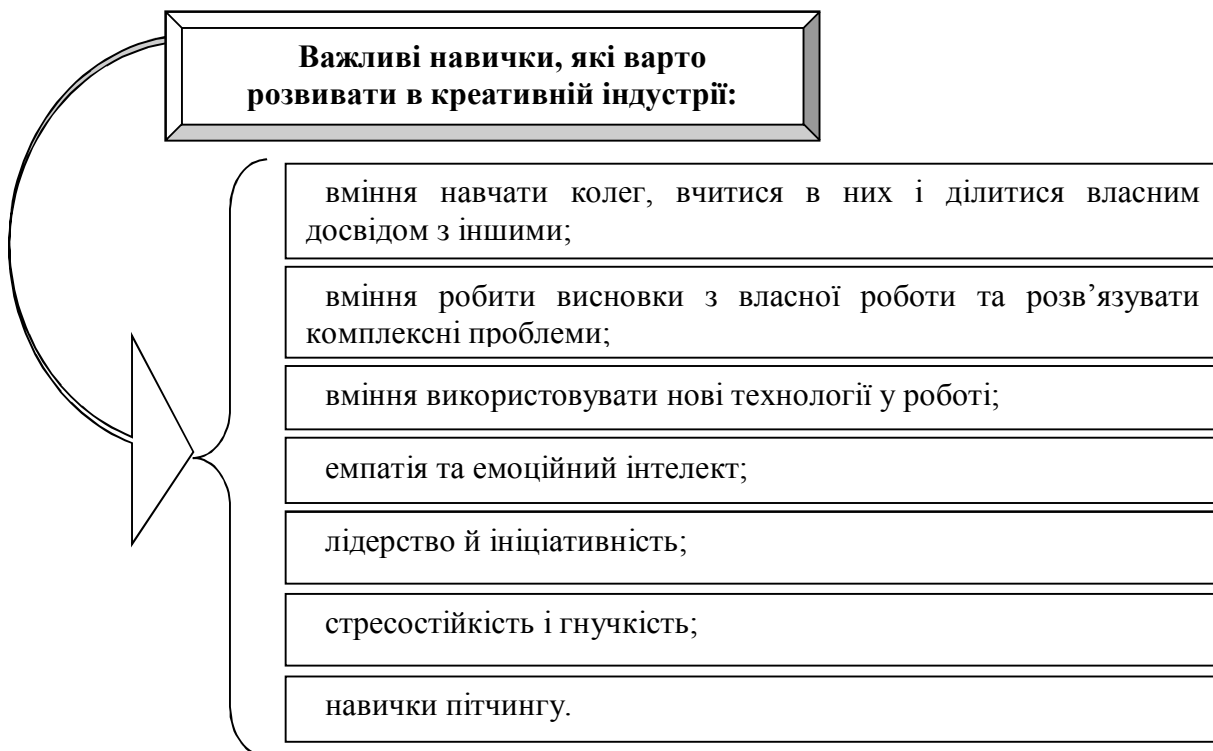 Важливі навички, які варто
розвивати в креативній індустрії:
вміння навчати колег, вчитися в них і ділитися власним
досвідом з іншими;
вміння робити висновки з власної роботи та розв’язувати
комплексні проблеми;
вміння використовувати нові технології у роботі;
емпатія та емоційний інтелект;
лідерство й ініціативність;
стресостійкість і гнучкість;
навички пітчингу.